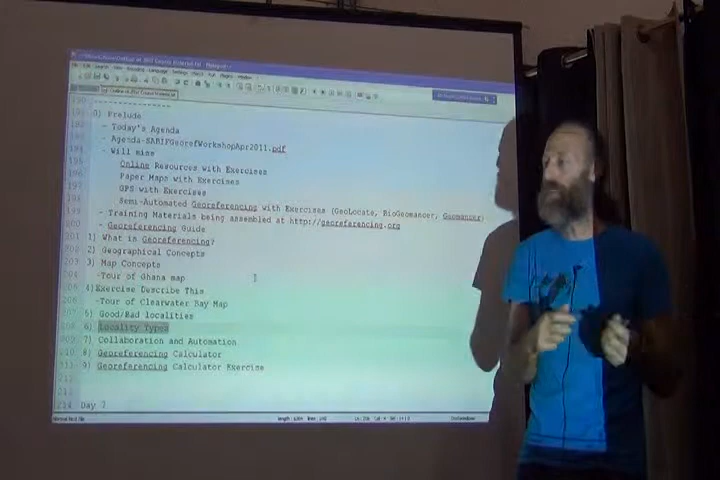 0) Prelude
- Today's Agenda
- Agenda-SABIFGeorefWorkshopApr2011.pdf
- Will miss
Online Resources with Exercises
Paper Maps with Exercises
GPS with Exercises
Semi-Automated Georeferencing with Exercises (GeoLocate, BioGeomancer, Geomancer)
- Training Materials being assembled at http://georeferencing.org
- Georeferencing Guide
1) What is Georeferencing?
2) Geographical Concepts
3) Map Concepts
-Tour of Ghana map
4)Exercise Describe This
-Tour of Clearwater Bay Map
5) Good/Bad localities
6) Locality Types
7) Collaboration and Automation
8) Georeferencing Calculator
9) Georeferencing Calculator Exercise
214 Day 7